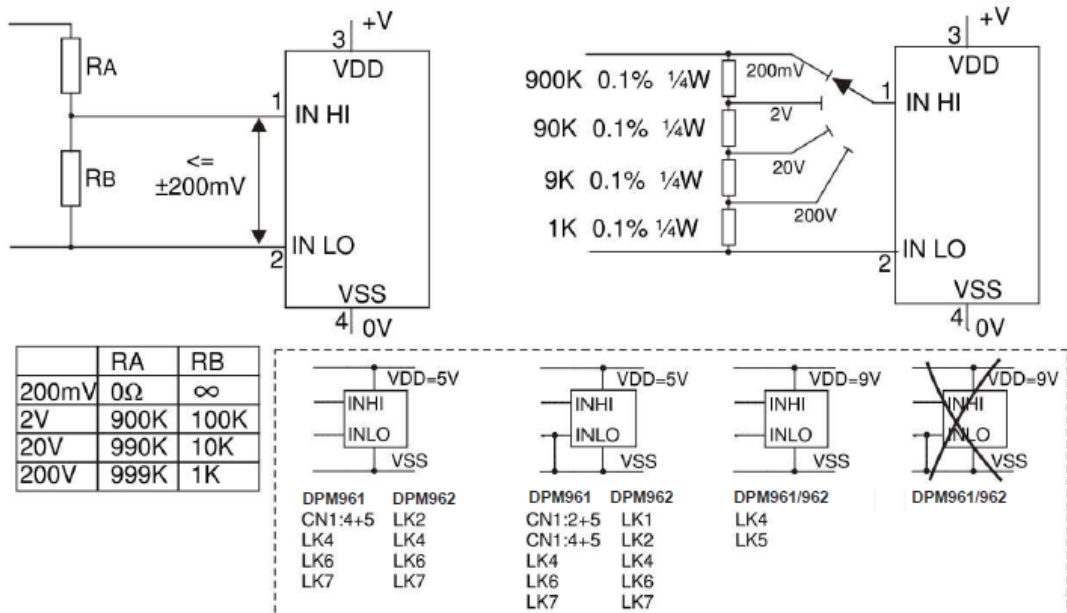 3 +V
VDD
RA
1
IN HI
<=
±200mV
RB
IN LO
2
VSS
4 0V
3 +V
VDD
200mV
900K 0.1% ¼W
1
IN HI
2V
90K 0.1% ¼W
20V
9K 0.1% ¼W
200V
1K 0.1% ¼W
IN LO
2
VSS
4 0V
RA RB
200mV 0Ω ∞
2V 900K 100K
20V 990K 10K
200V 999K 1K
VDD=5V
INHI
INLO
VSS
DPM961 DPM962
CN1:4+5 LK2
LK4 LK4
LK6 LK6
LK7 LK7
VDD=5V
INHI
INLO
VSS
DPM961 DPM962
CN1:2+5 LK1
CN1:4+5 LK2
LK4 LK4
LK6 LK6
LK7 LK7
VDD=9V
INHI
INLO
VSS
DPM961/962
LK4
LK5
VDD=9V
INHI
INLO
VSS
DPM961/962